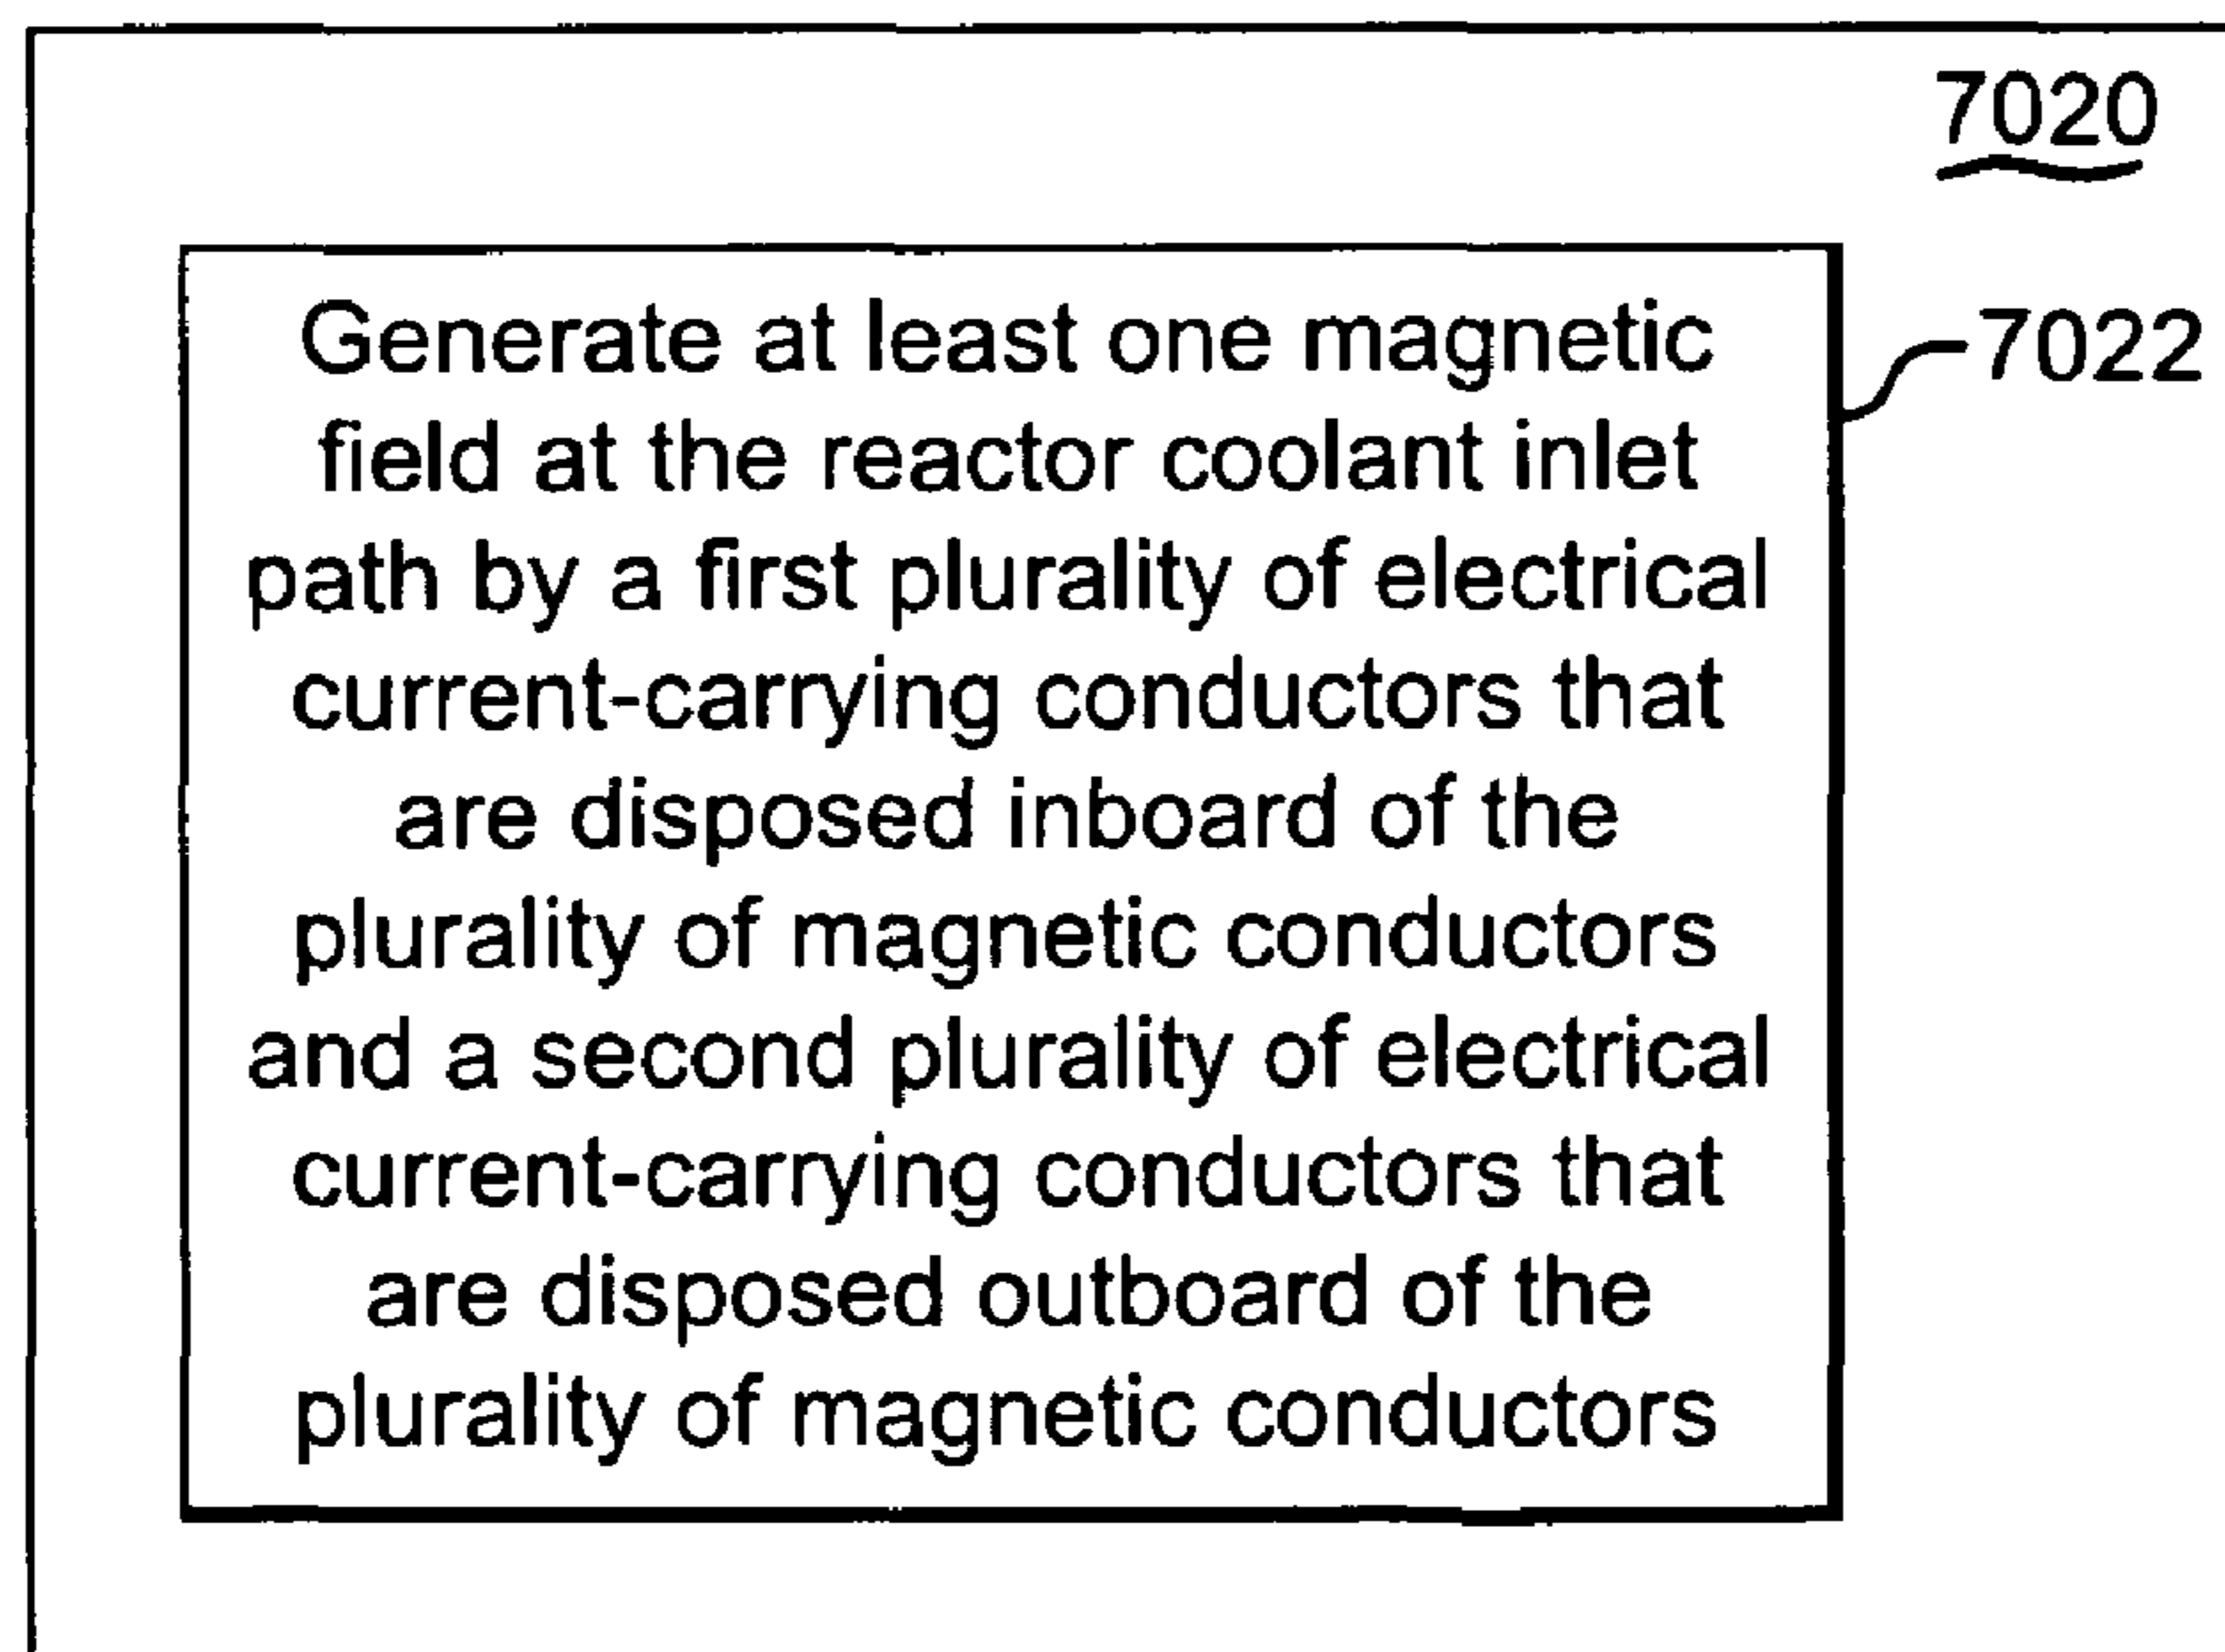 7020
Generate at least one magnetic
7022
field at the reactor coolant inlet
path by a first plurality of electrical
current-carrying conductors that
are disposed inboard of the
plurality of magnetic conductors
and a second plurality of electrical
current-carrying conductors that
are disposed outboard of the
plurality of magnetic conductors